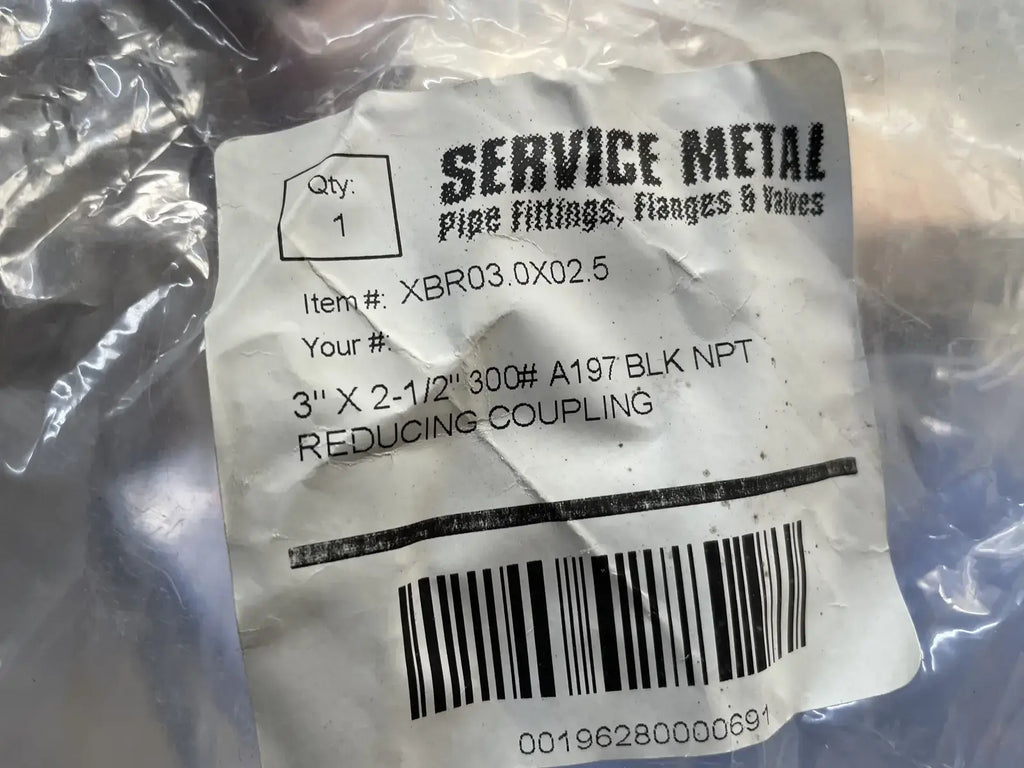 Qty:
1
SERVICE METAL
Pipe Fittings, Flanges & Valves
Item #: XBR03.0X02.5
Your #:
3" X 2-1/2" 300# A197 BLK NPT
REDUCING COUPLING
00196280000691